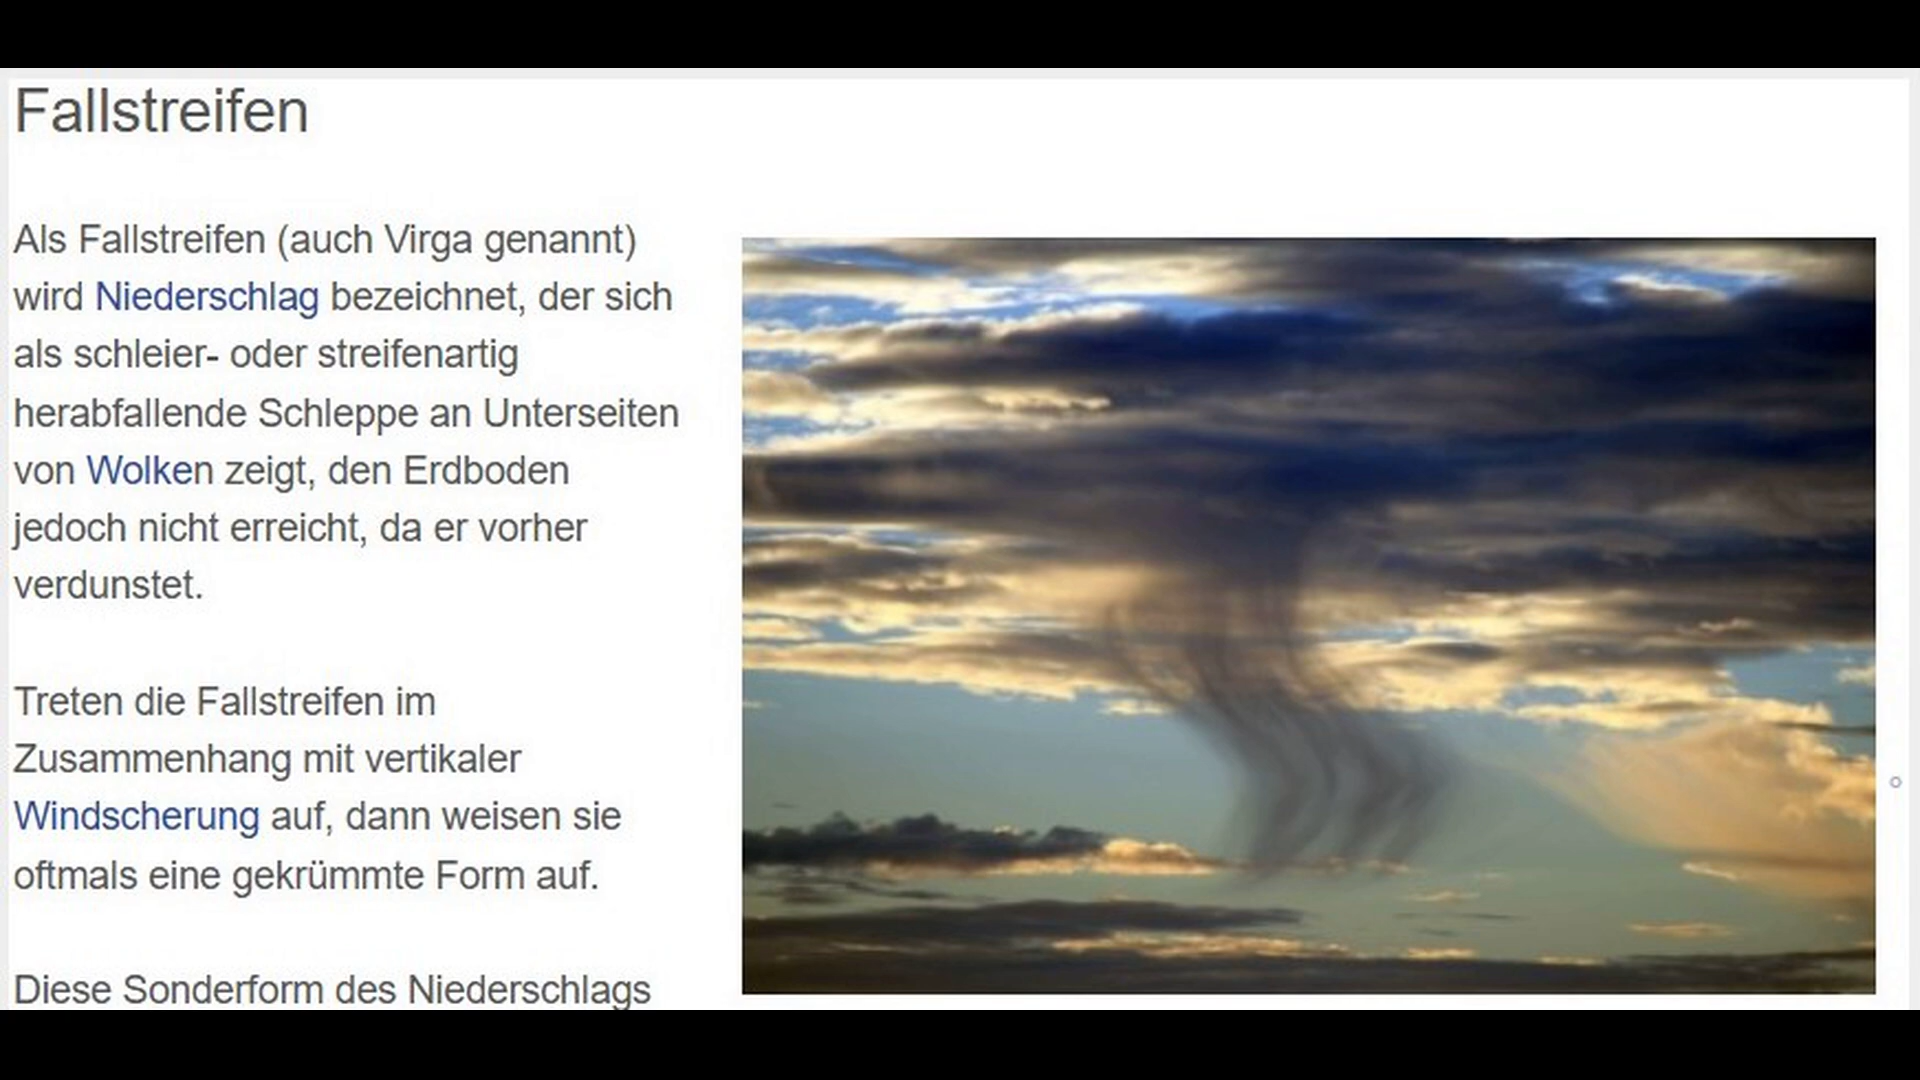 Fallstreifen
Als Fallstreifen (auch Virga genannt)
wird Niederschlag bezeichnet, der sich
als schleier- oder streifenartig
herabfallende Schleppe an Unterseiten
von Wolken zeigt, den Erdboden
jedoch nicht erreicht, da er vorher
verdunstet.
Treten die Fallstreifen im
Zusammenhang mit vertikaler
Windscherung auf, dann weisen sie
oftmals eine gekrümmte Form auf.
Diese Sonderform des Niederschlags